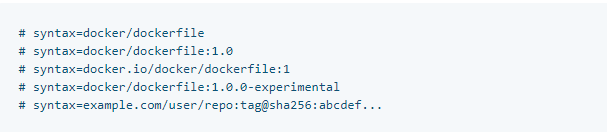 # syntax=docker/dockerfile
# syntax=docker/dockerfile:1.0
# syntax=docker.io/docker/dockerfile:1
# syntax=docker/dockerfile:1.0.0-experimental
# syntax=example.com/user/repo:tag@sha256:abcdef...